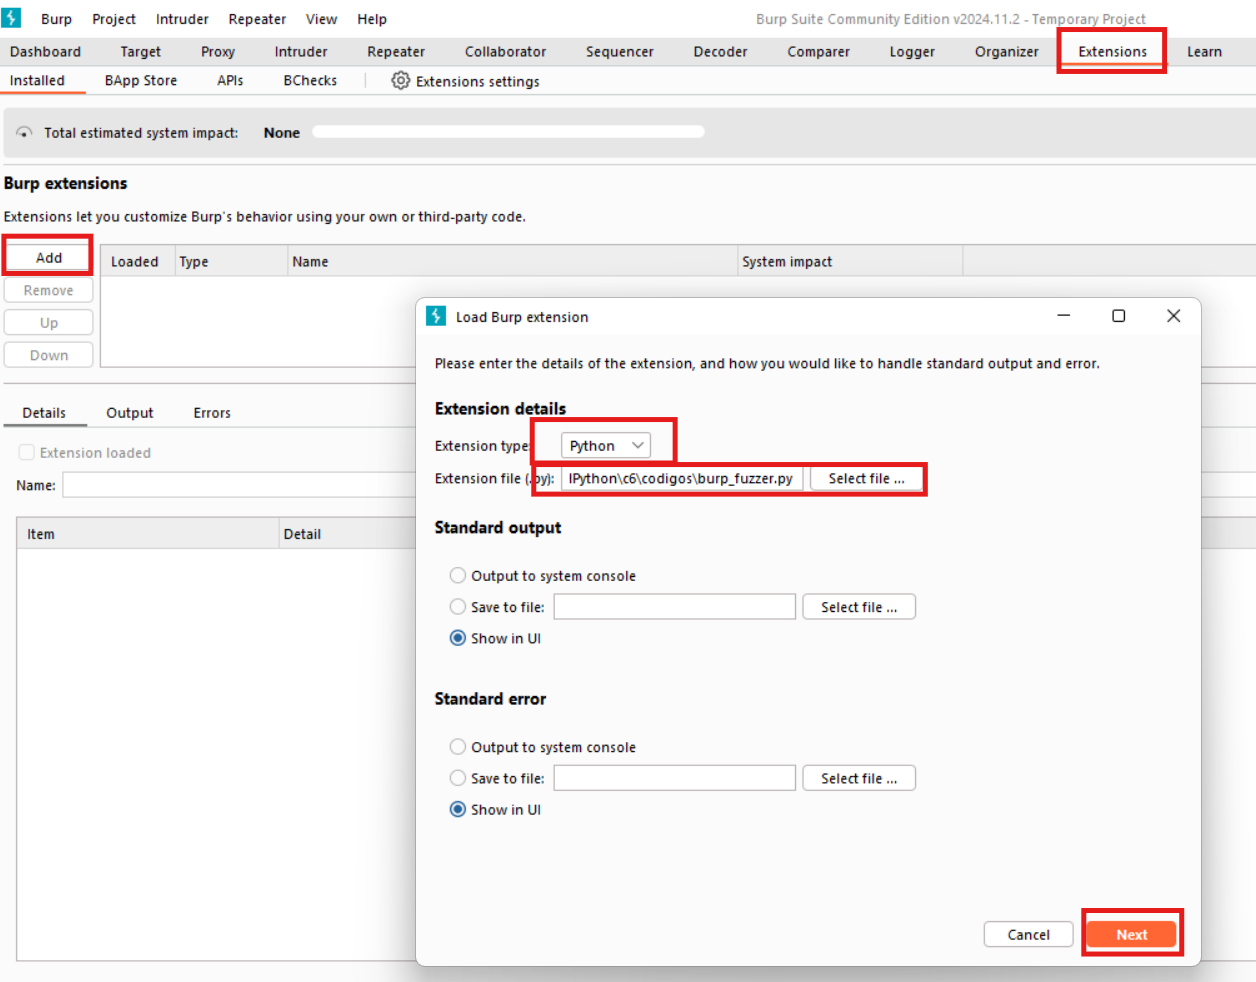 Burp Project Intruder Repeater View Help Burp Suite Community Edition v2024.11.2 - Temporary Project
Dashboard Target Proxy Intruder Repeater Collaborator Sequencer Decoder Comparer Logger Organizer Extensions Learn
Installed BApp Store APIs BChecks Extensions settings
Total estimated system impact: None
Burp extensions
Extensions let you customize Burp's behavior using your own or third-party code.
Add Loaded Type Name System impact
Remove
Up
Down
Load Burp extension
Please enter the details of the extension, and how you would like to handle standard output and error.
Extension details
Extension type: Python
Extension file (.py): lPython\c6\codigos\burp_fuzzer.py Select file ...
Standard output
Output to system console
Save to file: Select file ...
Show in UI
Standard error
Output to system console
Save to file: Select file ...
Show in UI
Cancel Next
Details Output Errors
Extension loaded
Name:
Item Detail